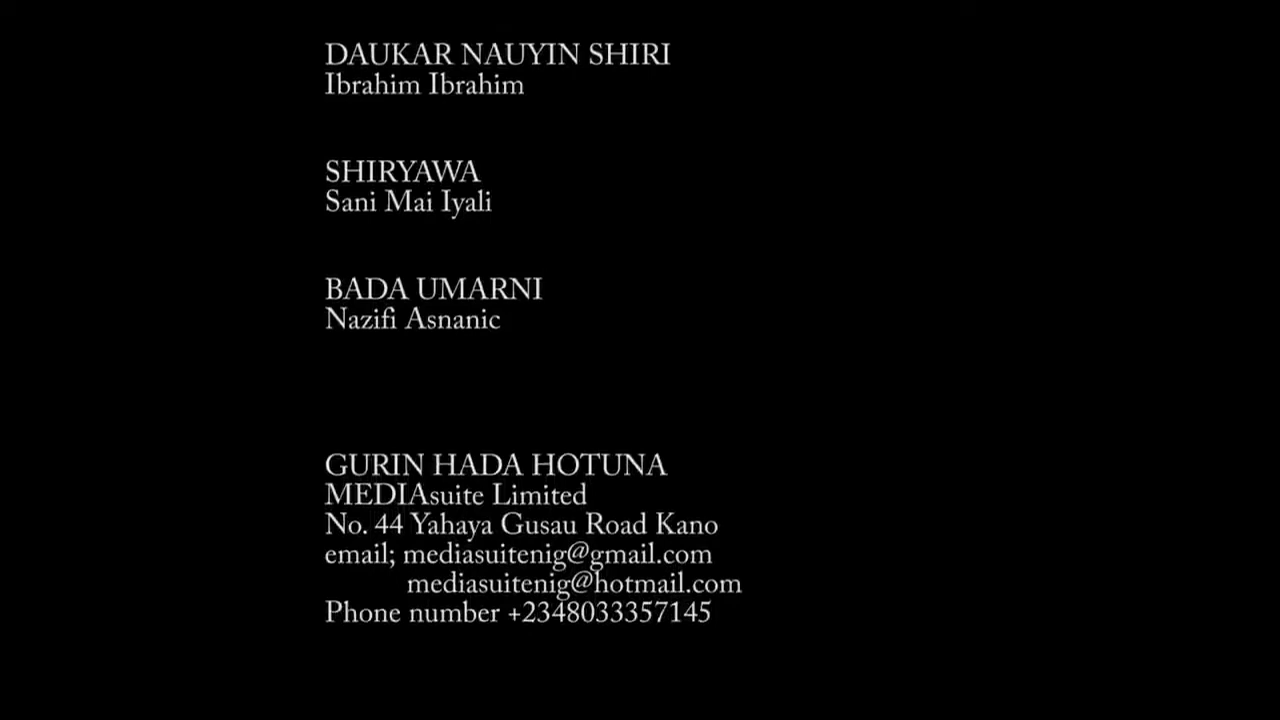 DAUKAR NAUYIN SHIRI
Ibrahim Ibrahim
SHIRYAWA
Sani Mai Iyali
BADA UMARNI
Nazifi Asnanic
GURIN HADA HOTUNA
MEDIAsuite Limited
No. 44 Yahaya Gusau Road Kano
email; mediasuitenig@gmail.com
mediasuitenig@hotmail.com
Phone number +2348033357145